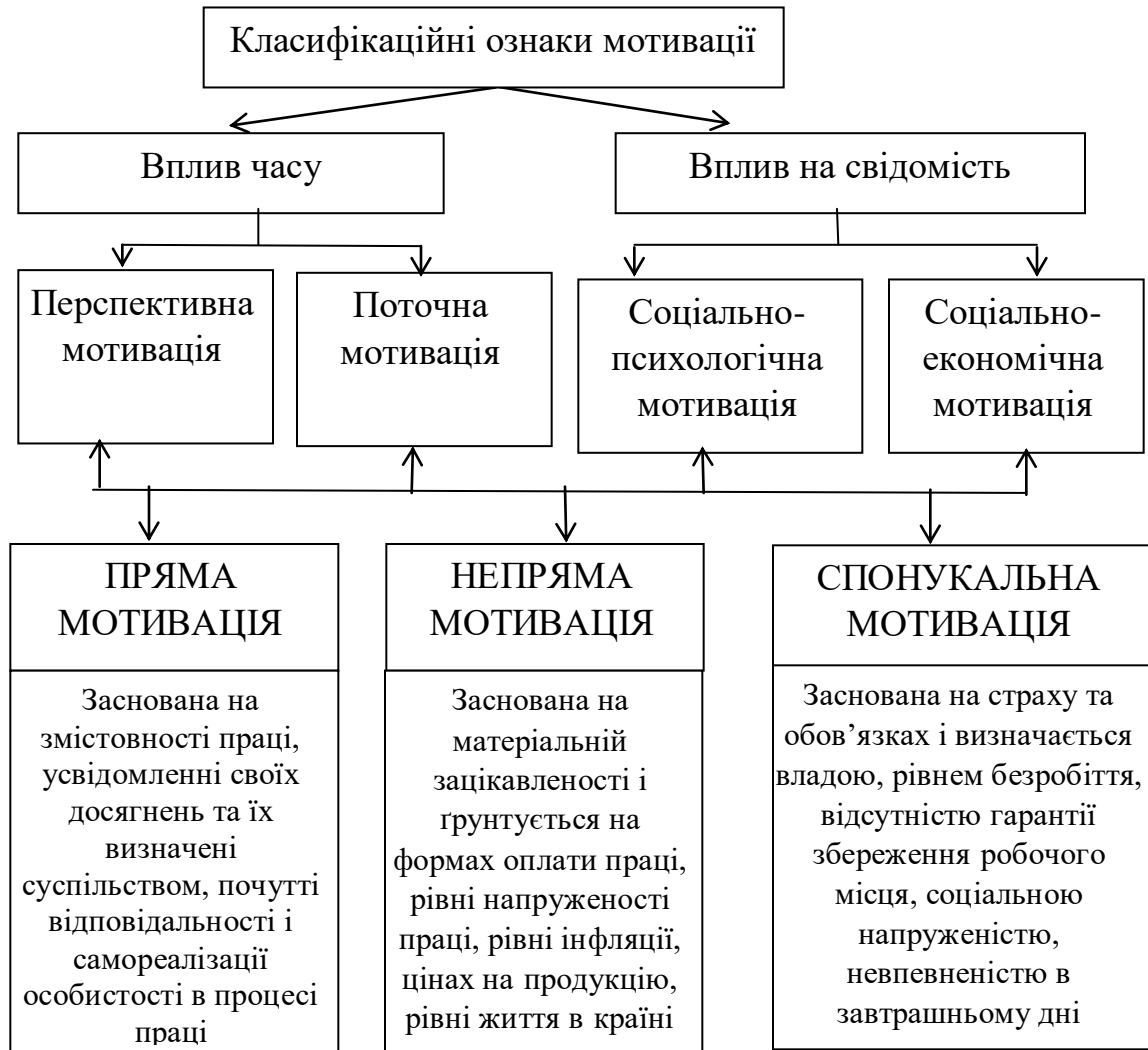 Класифікаційні ознаки мотивації
Вплив часу
Вплив на свідомість
Перспективна
мотивація
Поточна
мотивація
Соціально-
психологічна
мотивація
Соціально-
економічна
мотивація
ПРЯМА
МОТИВАЦІЯ
Заснована на
змістовності праці,
усвідомленні своїх
досягнень та їх
визначені
суспільством, почутті
відповідальності і
самореалізації
особистості в процесі
праці
НЕПРЯМА
МОТИВАЦІЯ
Заснована на
матеріальній
зацікавленості і
ґрунтується на
формах оплати праці,
рівні напруженості
праці, рівні інфляції,
цінах на продукцію,
рівні життя в країні
СПОНУКАЛЬНА
МОТИВАЦІЯ
Заснована на страху та
обов’язках і визначається
владою, рівнем безробіття,
відсутністю гарантії
збереження робочого
місця, соціальною
напруженістю,
невпевненістю в
завтрашньому дні